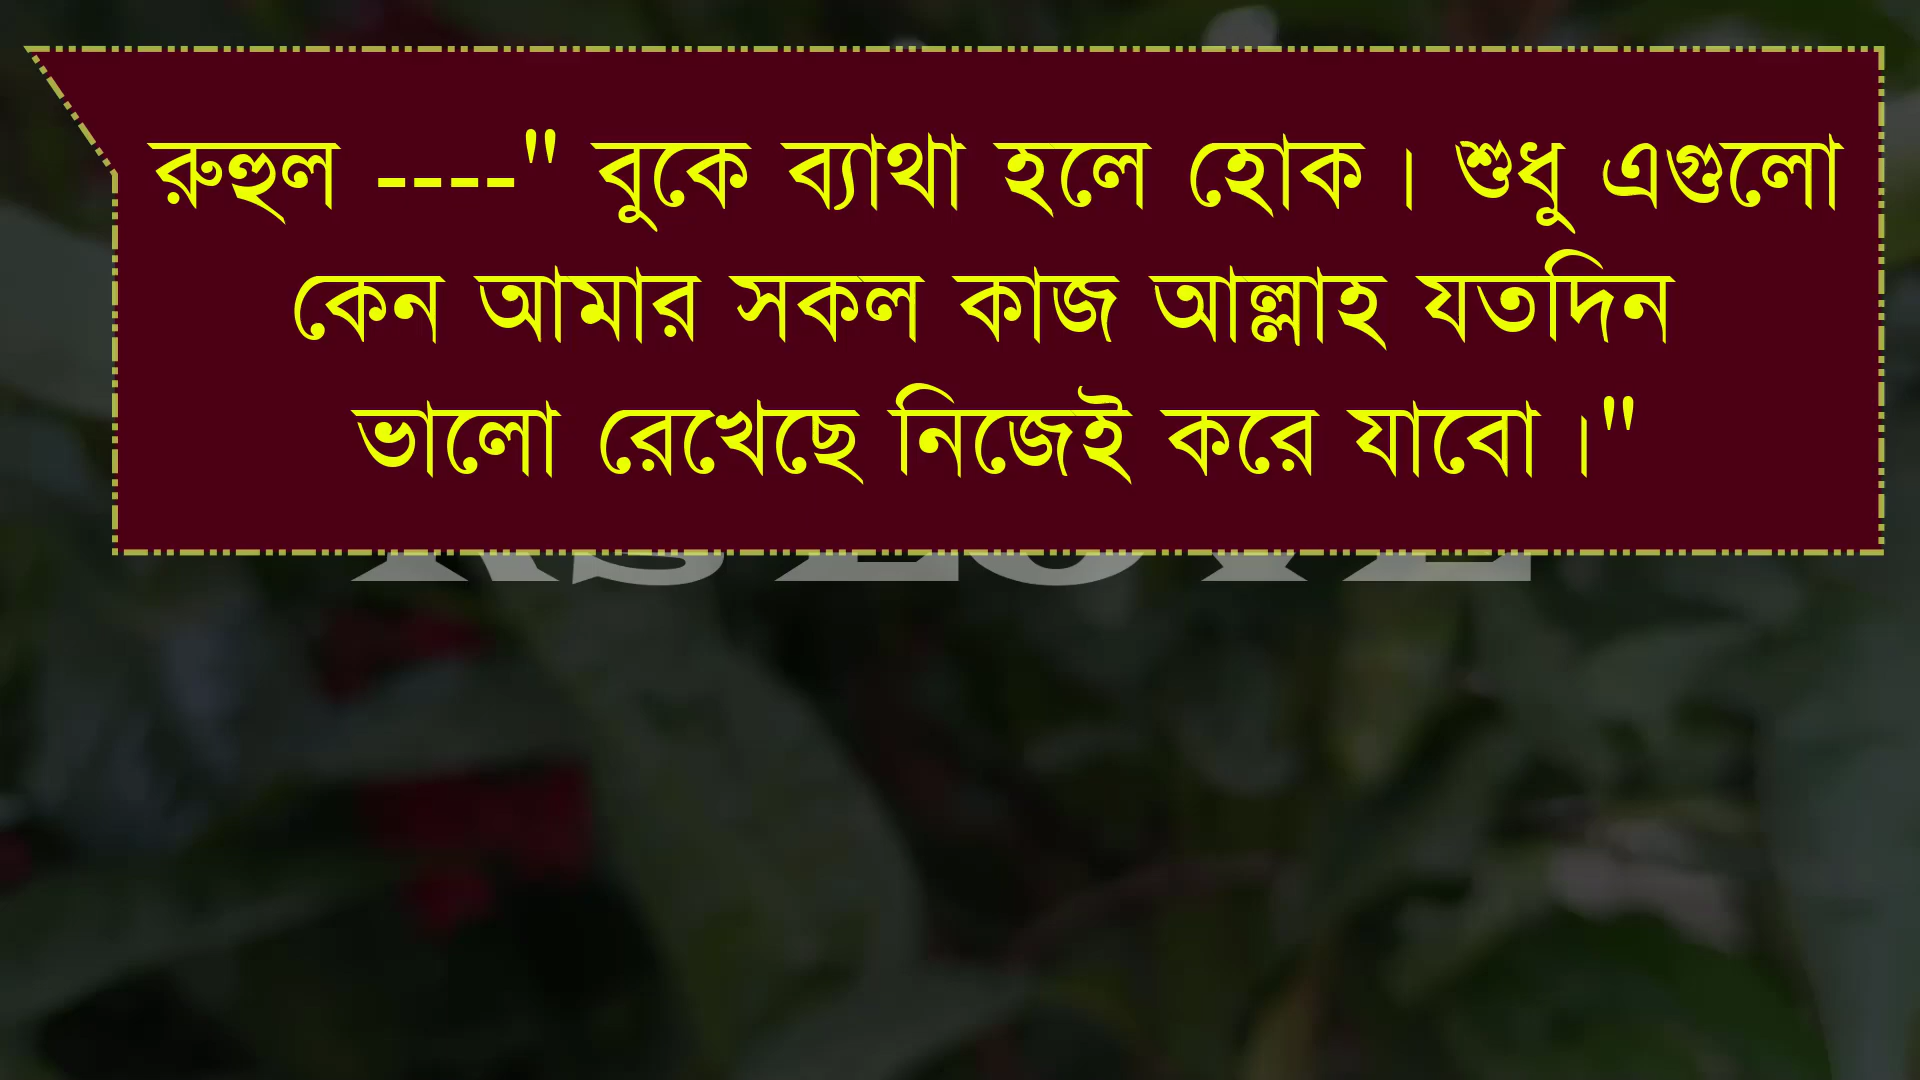 রুহুল ----" বুকে ব্যাথা হলে হোক। শুধু এগুলো
কেন আমার সকল কাজ আল্লাহ যতদিন
ভালো রেখেছে নিজেই করে যাবো।"